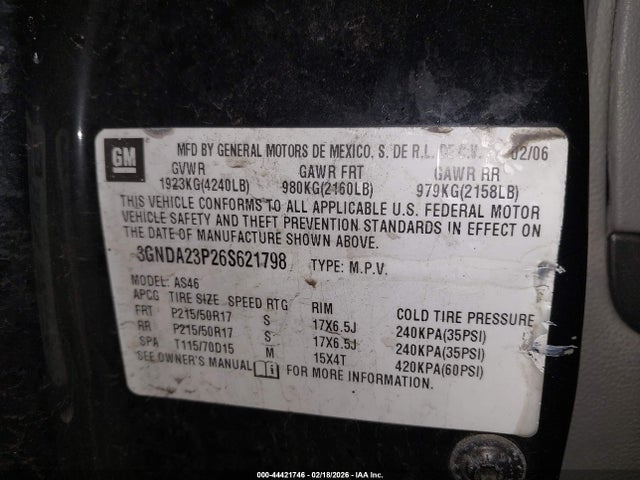 GM
MFD BY GENERAL MOTORS DE MEXICO, S. DE R.L. DE C.V. 02/06
GVWR GAWR FRT GAWR RR
1923KG(4240LB) 980KG(2160LB) 979KG(2158LB)
THIS VEHICLE CONFORMS TO ALL APPLICABLE U.S. FEDERAL MOTOR
VEHICLE SAFETY AND THEFT PREVENTION STANDARDS IN EFFECT ON
THE DATE OF MANUFACTURE SHOWN ABOVE.
3GNDA23P26S621798 TYPE: M.P.V.
MODEL: AS46
APCG TIRE SIZE SPEED RTG RIM COLD TIRE PRESSURE
FRT P215/50R17 S 17X6.5J 240KPA(35PSI)
RR P215/50R17 S 17X6.5J 240KPA(35PSI)
SPA T115/70D15 M 15X4T 420KPA(60PSI)
SEE OWNER'S MANUAL FOR MORE INFORMATION.
000-44421746 - 02/18/2026 - IAA Inc.